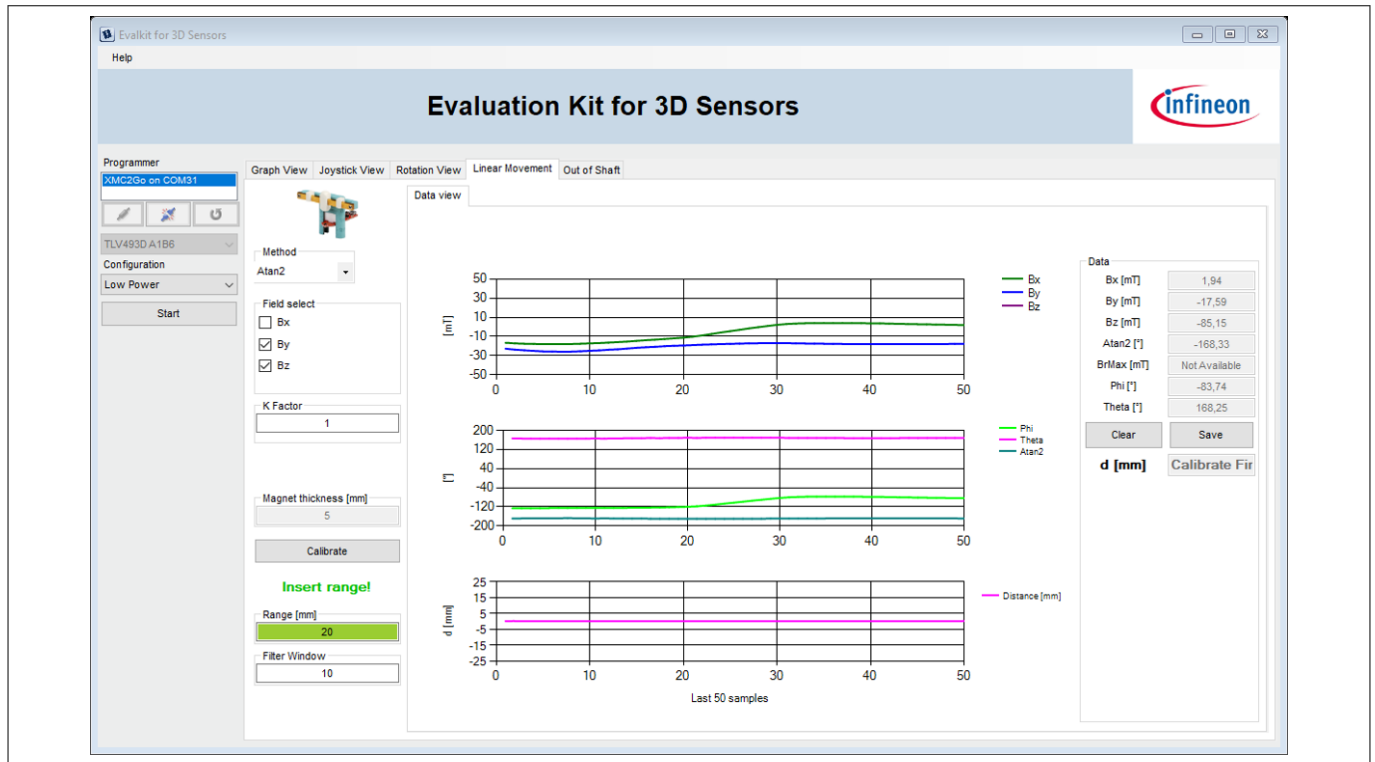 Evalkit for 3D Sensors
Help
Evaluation Kit for 3D Sensors
infineon
Programmer
XMC2Go on COM31
TLV493D A1B6
Configuration
Low Power
Start
Graph View Joystick View Rotation View Linear Movement Out of Shaft
Method
Atan2
Field select
Bx
By
Bz
K Factor
1
Magnet thickness [mm]
5
Calibrate
Insert range!
Range [mm]
20
Filter Window
10
Data view
[mT]
50
30
10
-10
-30
-50
0 10 20 30 40 50
Bx
By
Bz
[°]
200
120
40
-40
-120
-200
0 10 20 30 40 50
Phi
Theta
Atan2
d [mm]
25
15
5
-5
-15
-25
0 10 20 30 40 50
Distance [mm]
Last 50 samples
Data
Bx [mT] 1,94
By [mT] -17,59
Bz [mT] -85,15
Atan2 [°] -168,33
BrMax [mT] Not Available
Phi [°] -83,74
Theta [°] 168,25
Clear Save
d [mm] Calibrate Fir